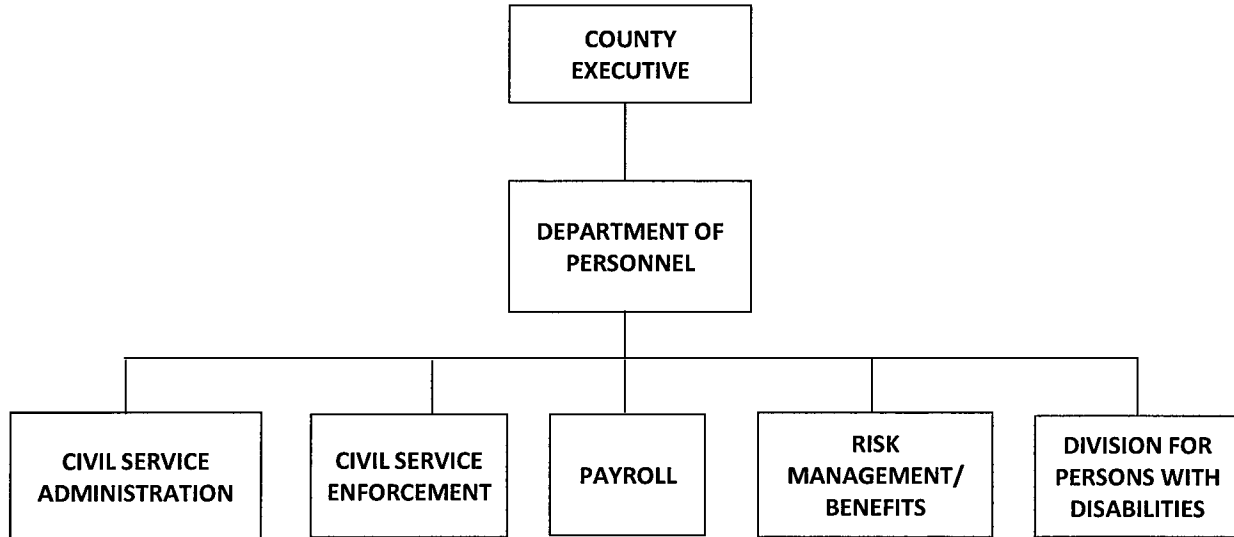 COUNTY
EXECUTIVE
DEPARTMENT OF
PERSONNEL
CIVIL SERVICE
ADMINISTRATION
CIVIL SERVICE
ENFORCEMENT
PAYROLL
RISK
MANAGEMENT/
BENEFITS
DIVISION FOR
PERSONS WITH
DISABILITIES